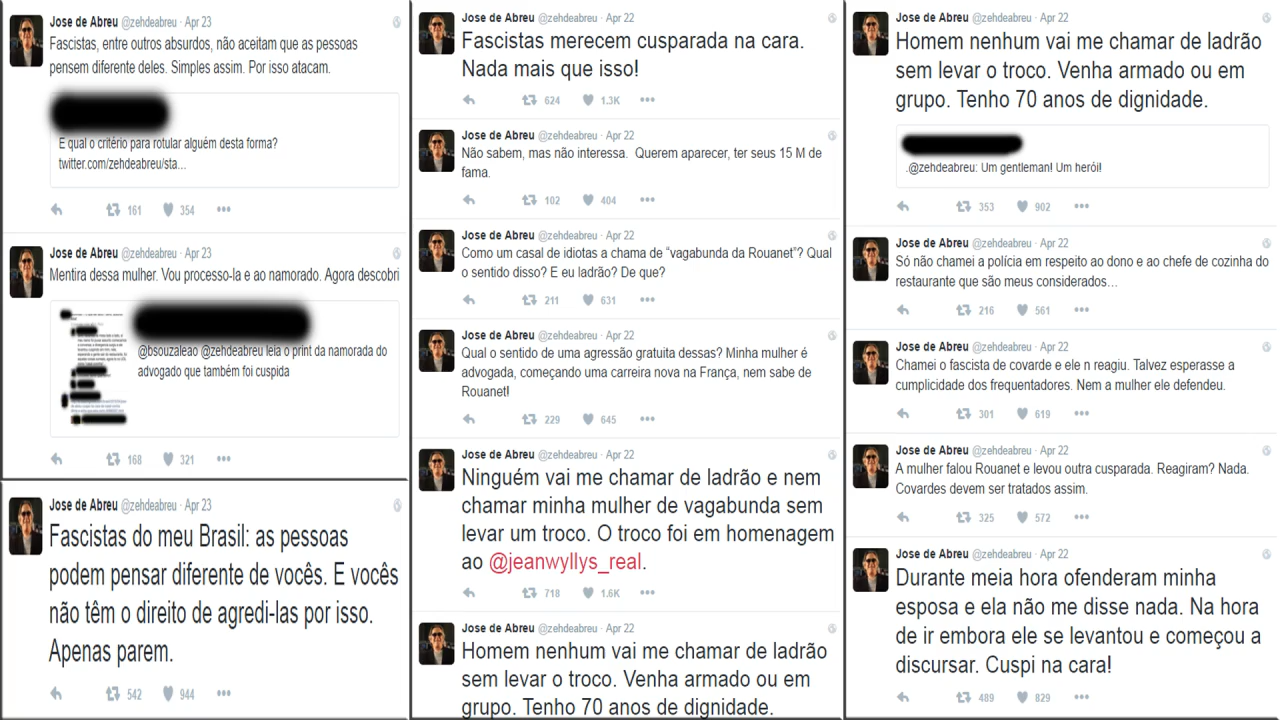 Jose de Abreu @zehdeabreu · Apr 23
Fascistas, entre outros absurdos, não aceitam que as pessoas
pensem diferente deles. Simples assim. Por isso atacam.
E qual o critério para rotular alguém desta forma?
twitter.com/zehdeabreu/sta...
161 354
Jose de Abreu @zehdeabreu · Apr 23
Mentira dessa mulher. Vou processo-la e ao namorado. Agora descobri
@bsouzaleao @zehdeabreu leia o print da namorada do
advogado que também foi cuspida
168 321
Jose de Abreu @zehdeabreu · Apr 23
Fascistas do meu Brasil: as pessoas
podem pensar diferente de vocês. E vocês
não têm o direito de agredi-las por isso.
Apenas parem.
542 944
Jose de Abreu @zehdeabreu · Apr 22
Fascistas merecem cusparada na cara.
Nada mais que isso!
624 1.3K
Jose de Abreu @zehdeabreu · Apr 22
Não sabem, mas não interessa. Querem aparecer, ter seus 15 M de
fama.
102 404
Jose de Abreu @zehdeabreu · Apr 22
Como um casal de idiotas a chama de “vagabunda da Rouanet”? Qual
o sentido disso? E eu ladrão? De que?
211 631
Jose de Abreu @zehdeabreu · Apr 22
Qual o sentido de uma agressão gratuita dessas? Minha mulher é
advogada, começando uma carreira nova na França, nem sabe de
Rouanet!
229 645
Jose de Abreu @zehdeabreu · Apr 22
Ninguém vai me chamar de ladrão e nem
chamar minha mulher de vagabunda sem
levar um troco. O troco foi em homenagem
ao @jeanwyllys_real.
718 1.6K
Jose de Abreu @zehdeabreu · Apr 22
Homem nenhum vai me chamar de ladrão
sem levar o troco. Venha armado ou em
grupo. Tenho 70 anos de dignidade.
Jose de Abreu @zehdeabreu · Apr 22
Homem nenhum vai me chamar de ladrão
sem levar o troco. Venha armado ou em
grupo. Tenho 70 anos de dignidade.
.@zehdeabreu: Um gentleman! Um herói!
353 902
Jose de Abreu @zehdeabreu · Apr 22
Só não chamei a polícia em respeito ao dono e ao chefe de cozinha do
restaurante que são meus considerados...
216 561
Jose de Abreu @zehdeabreu · Apr 22
Chamei o fascista de covarde e ele n reagiu. Talvez esperasse a
cumplicidade dos frequentadores. Nem a mulher ele defendeu.
301 619
Jose de Abreu @zehdeabreu · Apr 22
A mulher falou Rouanet e levou outra cusparada. Reagiram? Nada.
Covardes devem ser tratados assim.
325 572
Jose de Abreu @zehdeabreu · Apr 22
Durante meia hora ofenderam minha
esposa e ela não me disse nada. Na hora
de ir embora ele se levantou e começou a
discursar. Cuspi na cara!
489 829